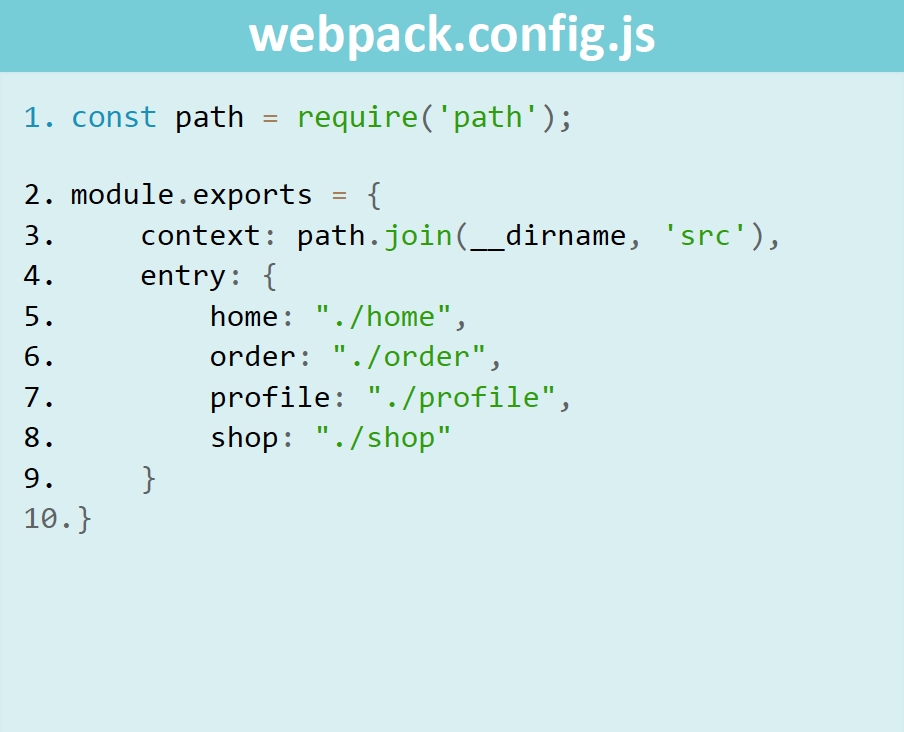 webpack.config.js
1. const path = require('path');
2. module.exports = {
3.     context: path.join(__dirname, 'src'),
4.     entry: {
5.         home: "./home",
6.         order: "./order",
7.         profile: "./profile",
8.         shop: "./shop"
9.     }
10.}